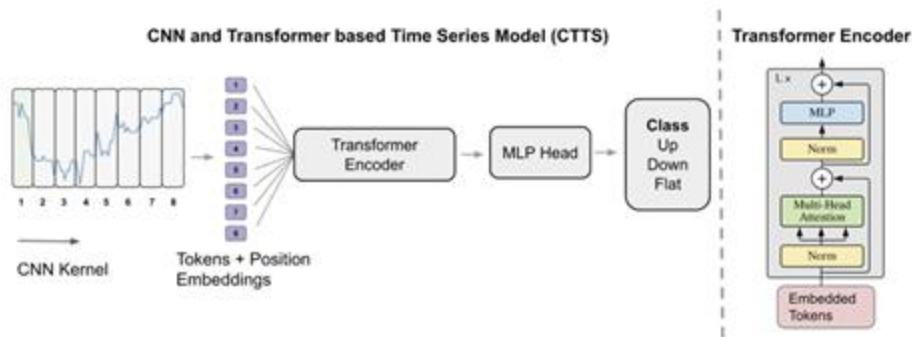 CNN and Transformer based Time Series Model (CTTS)
1 2 3 4 5 6 7 8
CNN Kernel
1
2
3
4
5
6
7
8
Tokens + Position
Embeddings
Transformer
Encoder
MLP Head
Class
Up
Down
Flat
Transformer Encoder
L x
MLP
Norm
Multi-Head
Attention
Norm
Embedded
Tokens